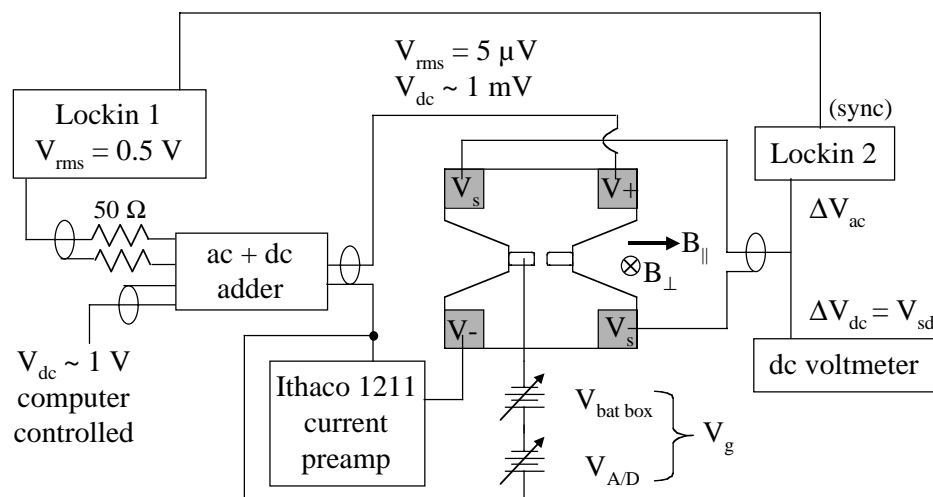 V_rms = 5 µV
V_dc ~ 1 mV
Lockin 1
V_rms = 0.5 V
(sync)
Lockin 2
50 Ω
V_s
V+
ΔV_ac
ac + dc
adder
B_||
B_⊥
V-
V_s
ΔV_dc = V_sd
dc voltmeter
V_dc ~ 1 V
computer
controlled
Ithaco 1211
current
preamp
V_bat box
V_g
V_A/D